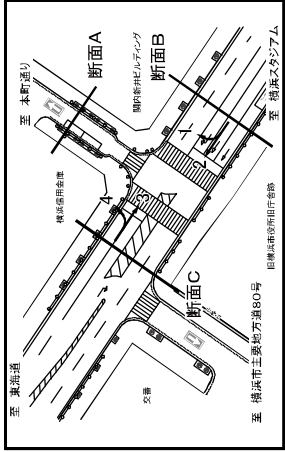 至 本町通り
断面A
横浜信用金庫
関内新井ビルディング
断面B
至 東海道
4
3
1
2
断面C
至 横浜スタジアム
旧横浜市役所旧庁舎跡
交番
至 横浜市主要地方道80号